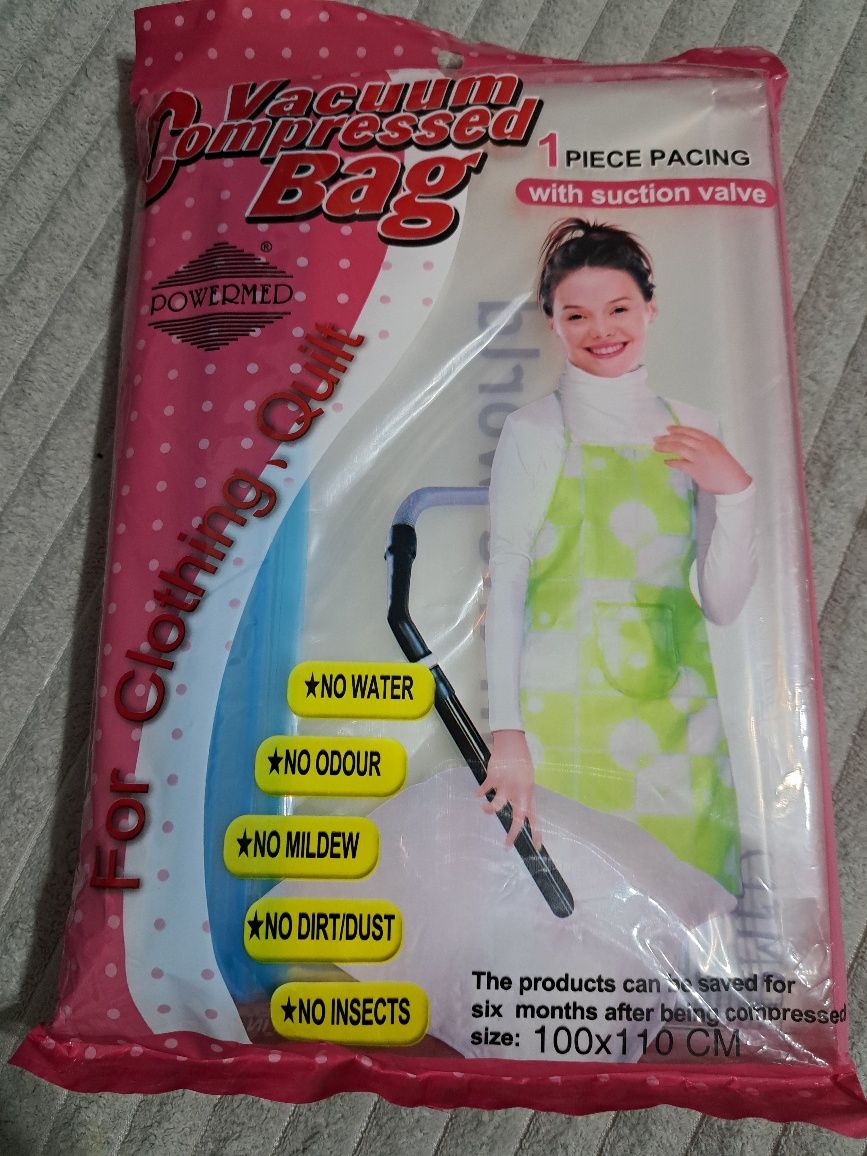 Vacuum
Compressed
Bag
1 PIECE PACING
with suction valve
®
POWERMED
For Clothing、Quilt
★NO WATER
★NO ODOUR
★NO MILDEW
★NO DIRT/DUST
★NO INSECTS
The products can be saved for
six months after being compressed
size: 100x110 CM